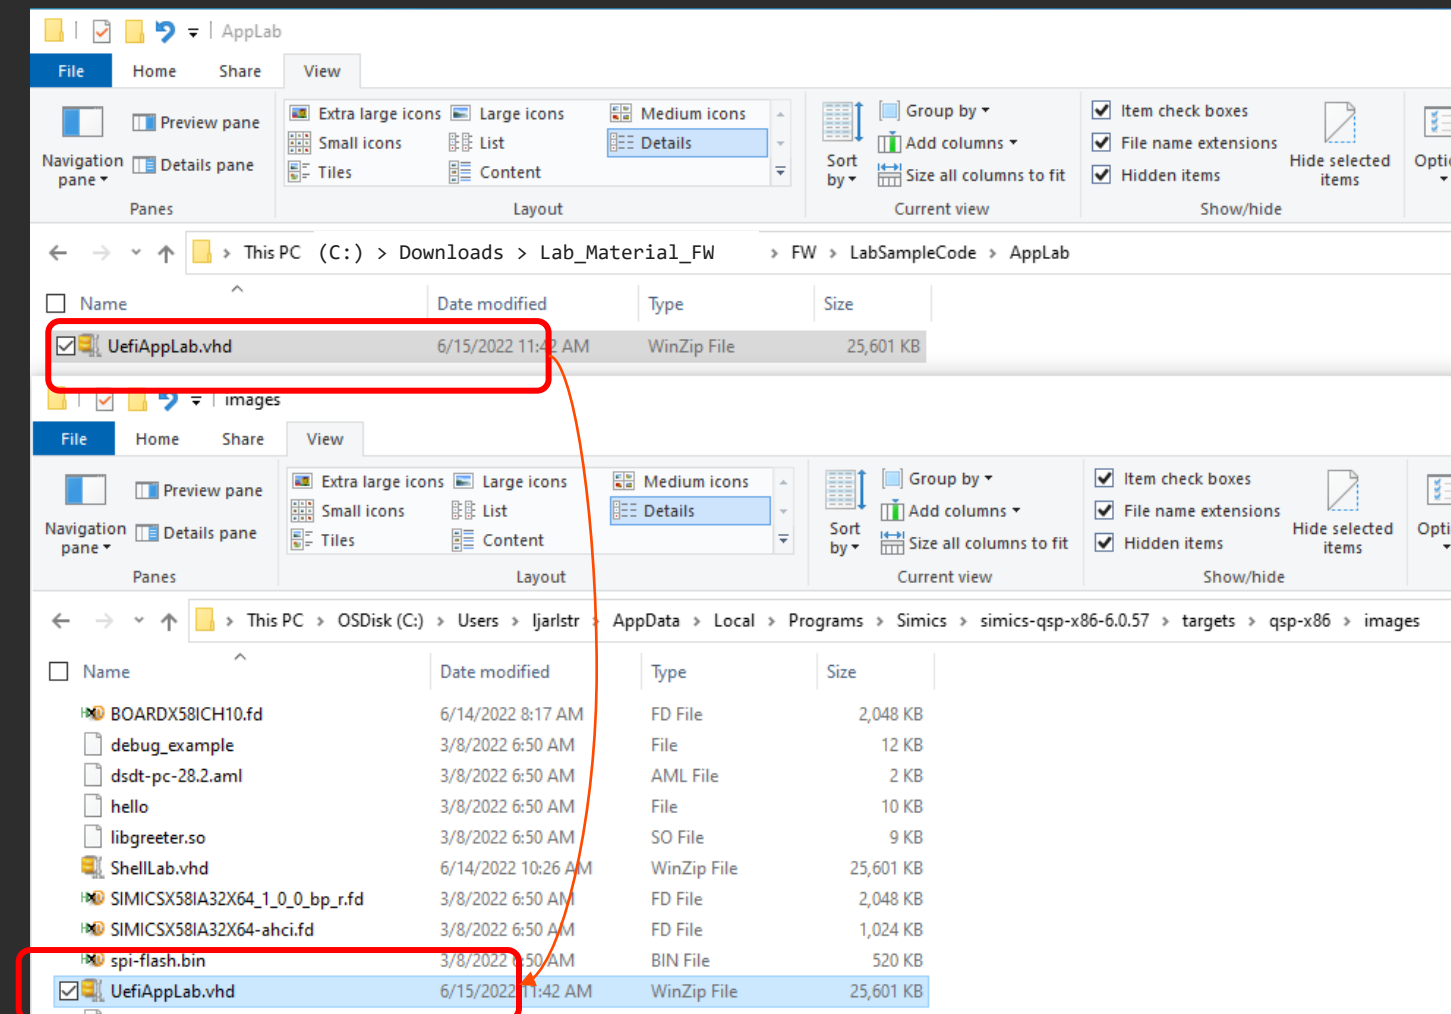 AppLab
File Home Share View
Extra large icons Large icons Medium icons Group by Item check boxes
Preview pane Small icons List Details Add columns File name extensions
Navigation pane Details pane Tiles Content Sort by Size all columns to fit Hidden items Hide selected items
Panes Layout Current view Show/hide
This PC (C:) > Downloads > Lab_Material_FW > FW > LabSampleCode > AppLab
Name Date modified Type Size
UefiAppLab.vhd 6/15/2022 11:42 AM WinZip File 25,601 KB
images
File Home Share View
Extra large icons Large icons Medium icons Group by Item check boxes
Preview pane Small icons List Details Add columns File name extensions
Navigation pane Details pane Tiles Content Sort by Size all columns to fit Hidden items Hide selected items
Panes Layout Current view Show/hide
This PC > OSDisk (C:) > Users > ljarlstr > AppData > Local > Programs > Simics > simics-qsp-x86-6.0.57 > targets > qsp-x86 > images
Name Date modified Type Size
BOARDX58ICH10.fd 6/14/2022 8:17 AM FD File 2,048 KB
debug_example 3/8/2022 6:50 AM File 12 KB
dsdt-pc-28.2.aml 3/8/2022 6:50 AM AML File 2 KB
hello 3/8/2022 6:50 AM File 10 KB
libgreeter.so 3/8/2022 6:50 AM SO File 9 KB
ShellLab.vhd 6/14/2022 10:26 AM WinZip File 25,601 KB
SIMICSX58IA32X64_1_0_0_bp_r.fd 3/8/2022 6:50 AM FD File 2,048 KB
SIMICSX58IA32X64-ahci.fd 3/8/2022 6:50 AM FD File 1,024 KB
spi-flash.bin 3/8/2022 6:50 AM BIN File 520 KB
UefiAppLab.vhd 6/15/2022 11:42 AM WinZip File 25,601 KB